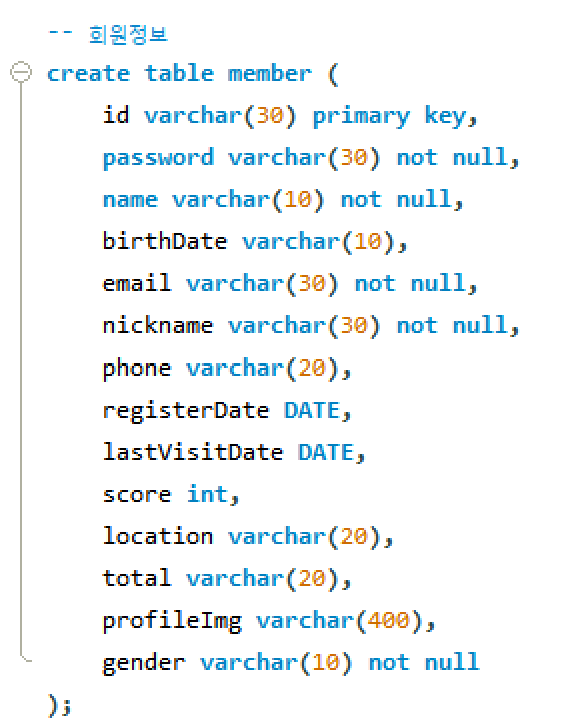 -- 회원정보
create table member (
id varchar(30) primary key,
password varchar(30) not null,
name varchar(10) not null,
birthDate varchar(10),
email varchar(30) not null,
nickname varchar(30) not null,
phone varchar(20),
registerDate DATE,
lastVisitDate DATE,
score int,
location varchar(20),
total varchar(20),
profileImg varchar(400),
gender varchar(10) not null
);